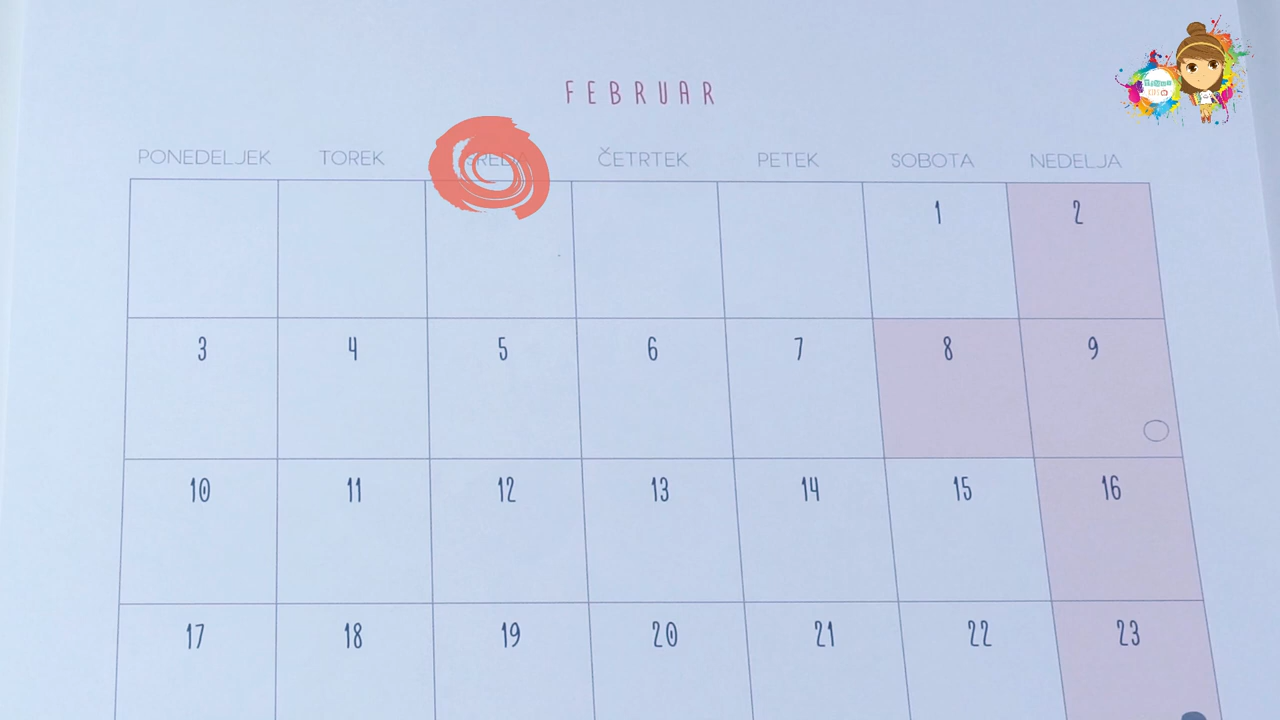 FEBRUAR
PONEDELJEK TOREK SREDA ČETRTEK PETEK SOBOTA NEDELJA
1 2
3 4 5 6 7 8 9
10 11 12 13 14 15 16
17 18 19 20 21 22 23